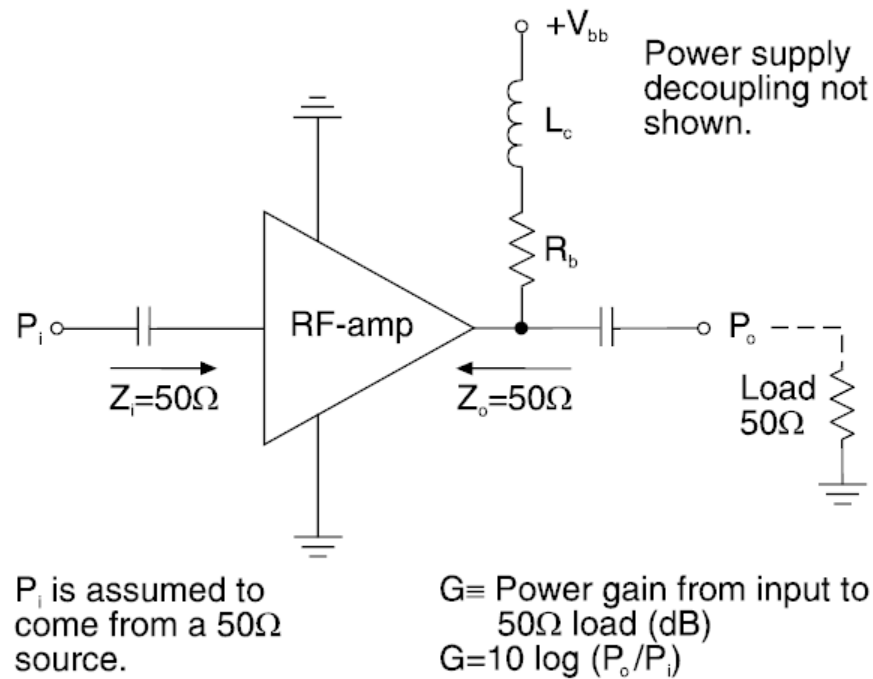 +V_bb
Power supply
decoupling not
shown.
L_c
R_b
RF-amp
P_i
P_o
Z_i=50Ω
Z_o=50Ω
Load
50Ω
P_i is assumed to
come from a 50Ω
source.
G≡ Power gain from input to
50Ω load (dB)
G=10 log (P_o/P_i)